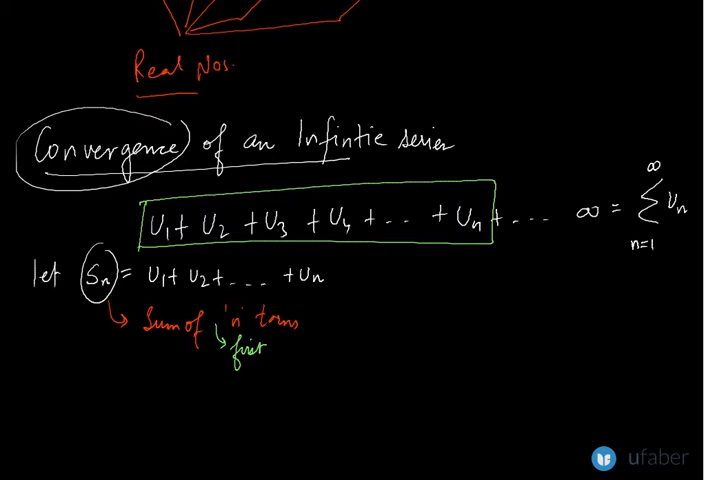 Real Nos.
Convergence of an Infintie series
U1 + U2 + U3 + U4 + ... + Un + ... ∞ = ∞ Σ n=1 Un
let Sn = U1 + U2 + .... + Un
Sum of 'n' terms
first
ufaber